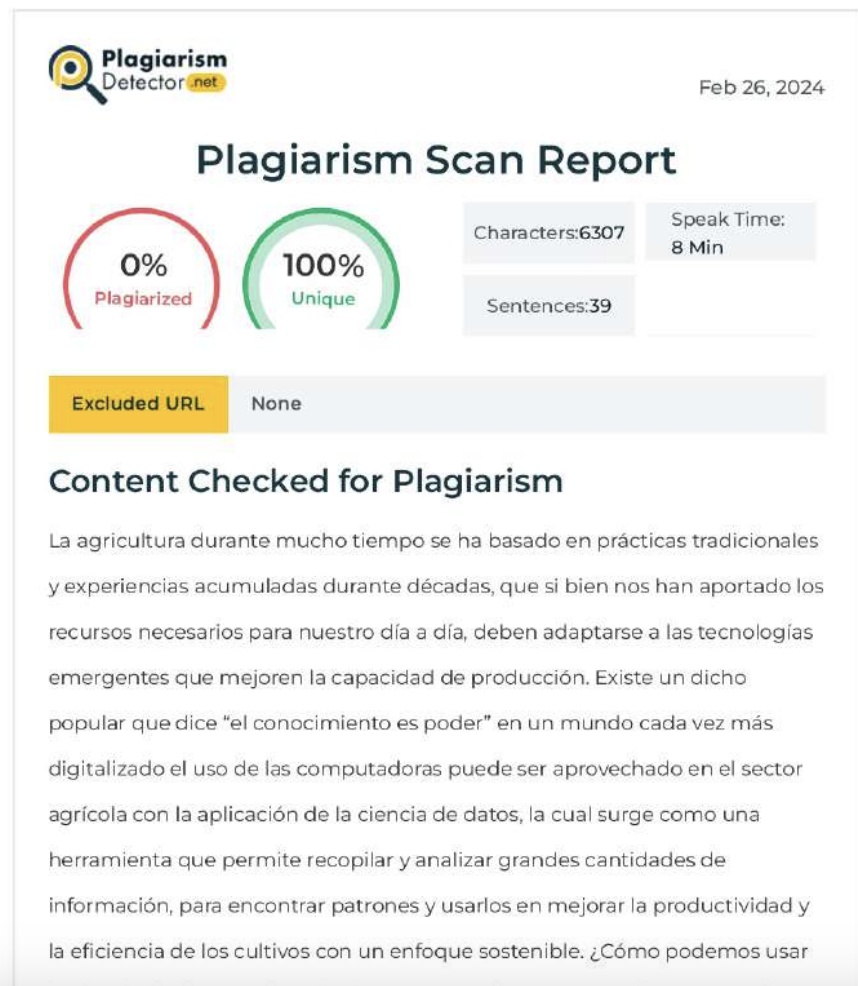 Plagiarism
Detector .net
Feb 26, 2024
Plagiarism Scan Report
0%
Plagiarized
100%
Unique
Characters:6307
Speak Time:
8 Min
Sentences:39
Excluded URL
None
Content Checked for Plagiarism
La agricultura durante mucho tiempo se ha basado en prácticas tradicionales
y experiencias acumuladas durante décadas, que si bien nos han aportado los
recursos necesarios para nuestro día a día, deben adaptarse a las tecnologías
emergentes que mejoren la capacidad de producción. Existe un dicho
popular que dice “el conocimiento es poder” en un mundo cada vez más
digitalizado el uso de las computadoras puede ser aprovechado en el sector
agrícola con la aplicación de la ciencia de datos, la cual surge como una
herramienta que permite recopilar y analizar grandes cantidades de
información, para encontrar patrones y usarlos en mejorar la productividad y
la eficiencia de los cultivos con un enfoque sostenible. ¿Cómo podemos usar